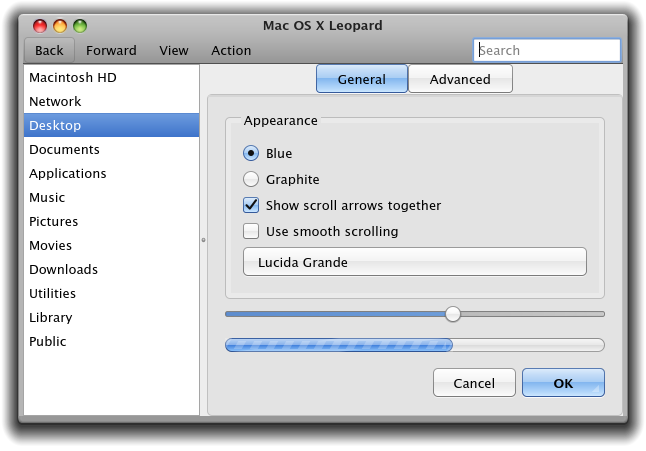 Mac OS X Leopard
Back Forward View Action Search
Macintosh HD
Network
Desktop
Documents
Applications
Music
Pictures
Movies
Downloads
Utilities
Library
Public
General Advanced
Appearance
Blue
Graphite
Show scroll arrows together
Use smooth scrolling
Lucida Grande
Cancel OK